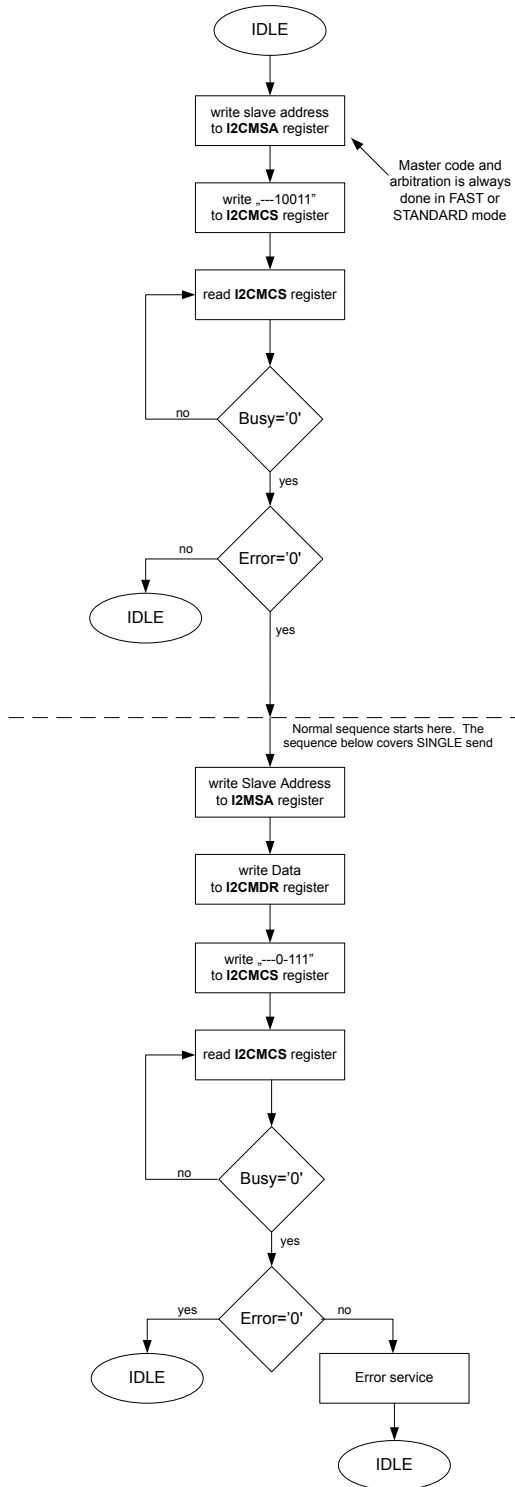 IDLE
write slave address
to I2CMSA register
Master code and
arbitration is always
done in FAST or
STANDARD mode
write „---10011”
to I2CMCS register
read I2CMCS register
Busy='0'
no
yes
Error='0'
no
IDLE
yes
Normal sequence starts here. The
sequence below covers SINGLE send
write Slave Address
to I2MSA register
write Data
to I2CMDR register
write „---0-111”
to I2CMCS register
read I2CMCS register
Busy='0'
no
yes
Error='0'
yes
no
IDLE
Error service
IDLE